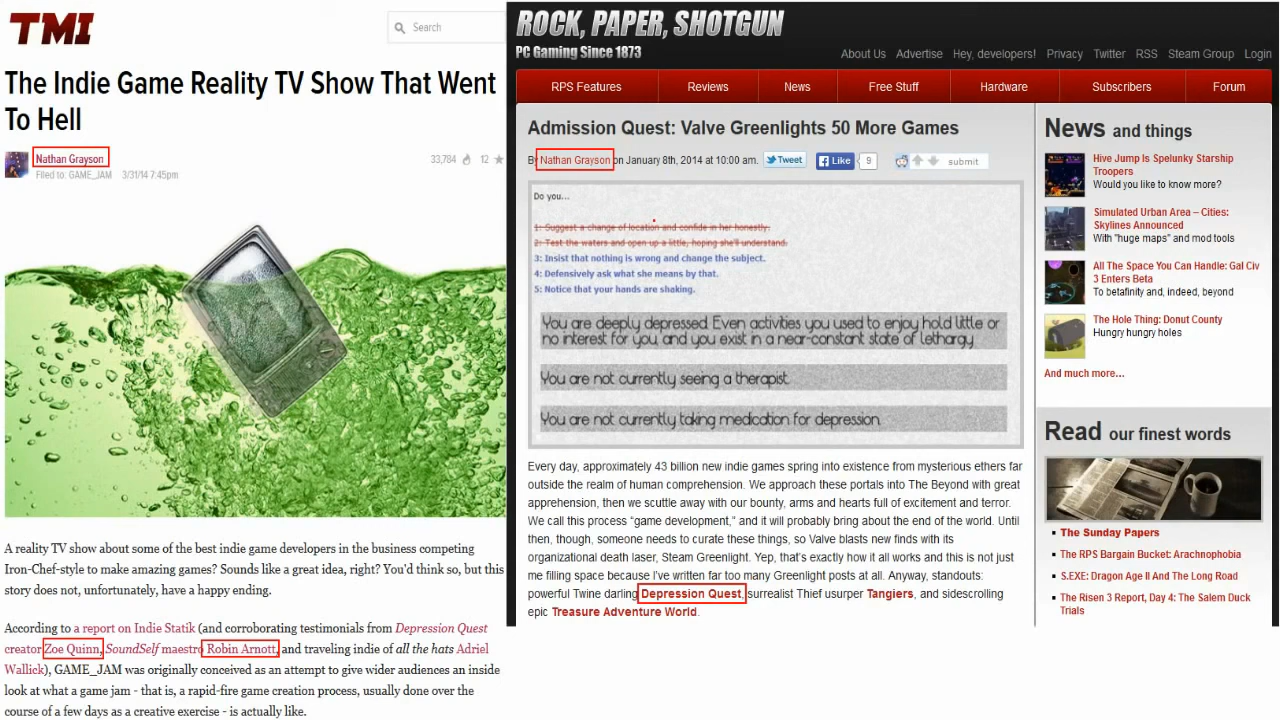 TMI
Search
The Indie Game Reality TV Show That Went
To Hell
Nathan Grayson
33,784
12
Filed to: GAME_JAM
3/31/14 7:45pm
A reality TV show about some of the best indie game developers in the business competing
Iron-Chef-style to make amazing games? Sounds like a great idea, right? You'd think so, but this
story does not, unfortunately, have a happy ending.
According to a report on Indie Statik (and corroborating testimonials from Depression Quest
creator Zoe Quinn, SoundSelf maestro Robin Arnott, and traveling indie of all the hats Adriel
Wallick), GAME_JAM was originally conceived as an attempt to give wider audiences an inside
look at what a game jam - that is, a rapid-fire game creation process, usually done over the
course of a few days as a creative exercise - is actually like.
ROCK, PAPER, SHOTGUN
PC Gaming Since 1873
About Us Advertise Hey, developers! Privacy Twitter RSS Steam Group Login
RPS Features Reviews News Free Stuff Hardware Subscribers Forum
Admission Quest: Valve Greenlights 50 More Games
By Nathan Grayson on January 8th, 2014 at 10:00 am.
Tweet
Like
9
submit
Do you...
1: Suggest a change of location and confide in her honestly.
2: Test the waters and open up a little, hoping she'll understand.
3: Insist that nothing is wrong and change the subject.
4: Defensively ask what she means by that.
5: Notice that your hands are shaking.
You are deeply depressed. Even activities you used to enjoy hold little or
no interest for you, and you exist in a near-constant state of lethargy.
You are not currently seeing a therapist.
You are not currently taking medication for depression.
Every day, approximately 43 billion new indie games spring into existence from mysterious ethers far
outside the realm of human comprehension. We approach these portals into The Beyond with great
apprehension, then we scuttle away with our bounty, arms and hearts full of excitement and terror.
We call this process “game development,” and it will probably bring about the end of the world. Until
then, though, someone needs to curate these things, so Valve blasts new finds with its
organizational death laser, Steam Greenlight. Yep, that's exactly how it all works and this is not just
me filling space because I've written far too many Greenlight posts at all. Anyway, standouts:
powerful Twine darling Depression Quest, surrealist Thief usurper Tangiers, and sidescrolling
epic Treasure Adventure World.
News and things
Hive Jump Is Spelunky Starship
Troopers
Would you like to know more?
Simulated Urban Area – Cities:
Skylines Announced
With "huge maps" and mod tools
All The Space You Can Handle: Gal Civ
3 Enters Beta
To betafinity and, indeed, beyond
The Hole Thing: Donut County
Hungry hungry holes
And much more...
Read our finest words
The Sunday Papers
The RPS Bargain Bucket: Arachnophobia
S.EXE: Dragon Age II And The Long Road
The Risen 3 Report, Day 4: The Salem Duck
Trials